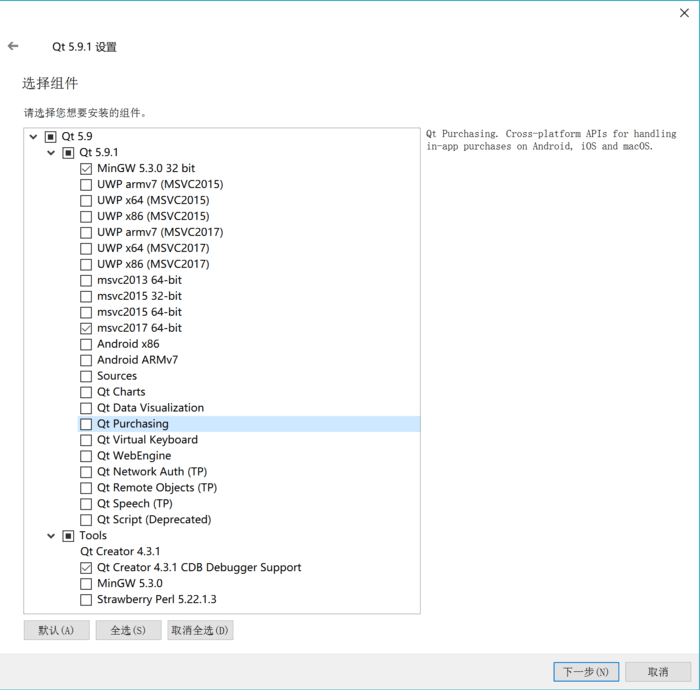 Qt 5.9.1 设置
选择组件
请选择您想要安装的组件。
Qt 5.9
Qt 5.9.1
MinGW 5.3.0 32 bit
UWP armv7 (MSVC2015)
UWP x64 (MSVC2015)
UWP x86 (MSVC2015)
UWP armv7 (MSVC2017)
UWP x64 (MSVC2017)
UWP x86 (MSVC2017)
msvc2013 64-bit
msvc2015 32-bit
msvc2015 64-bit
msvc2017 64-bit
Android x86
Android ARMv7
Sources
Qt Charts
Qt Data Visualization
Qt Purchasing
Qt Virtual Keyboard
Qt WebEngine
Qt Network Auth (TP)
Qt Remote Objects (TP)
Qt Speech (TP)
Qt Script (Deprecated)
Tools
Qt Creator 4.3.1
Qt Creator 4.3.1 CDB Debugger Support
MinGW 5.3.0
Strawberry Perl 5.22.1.3
Qt Purchasing. Cross-platform APIs for handling
in-app purchases on Android, iOS and macOS.
默认(A) 全选(S) 取消全选(D)
下一步(N) 取消